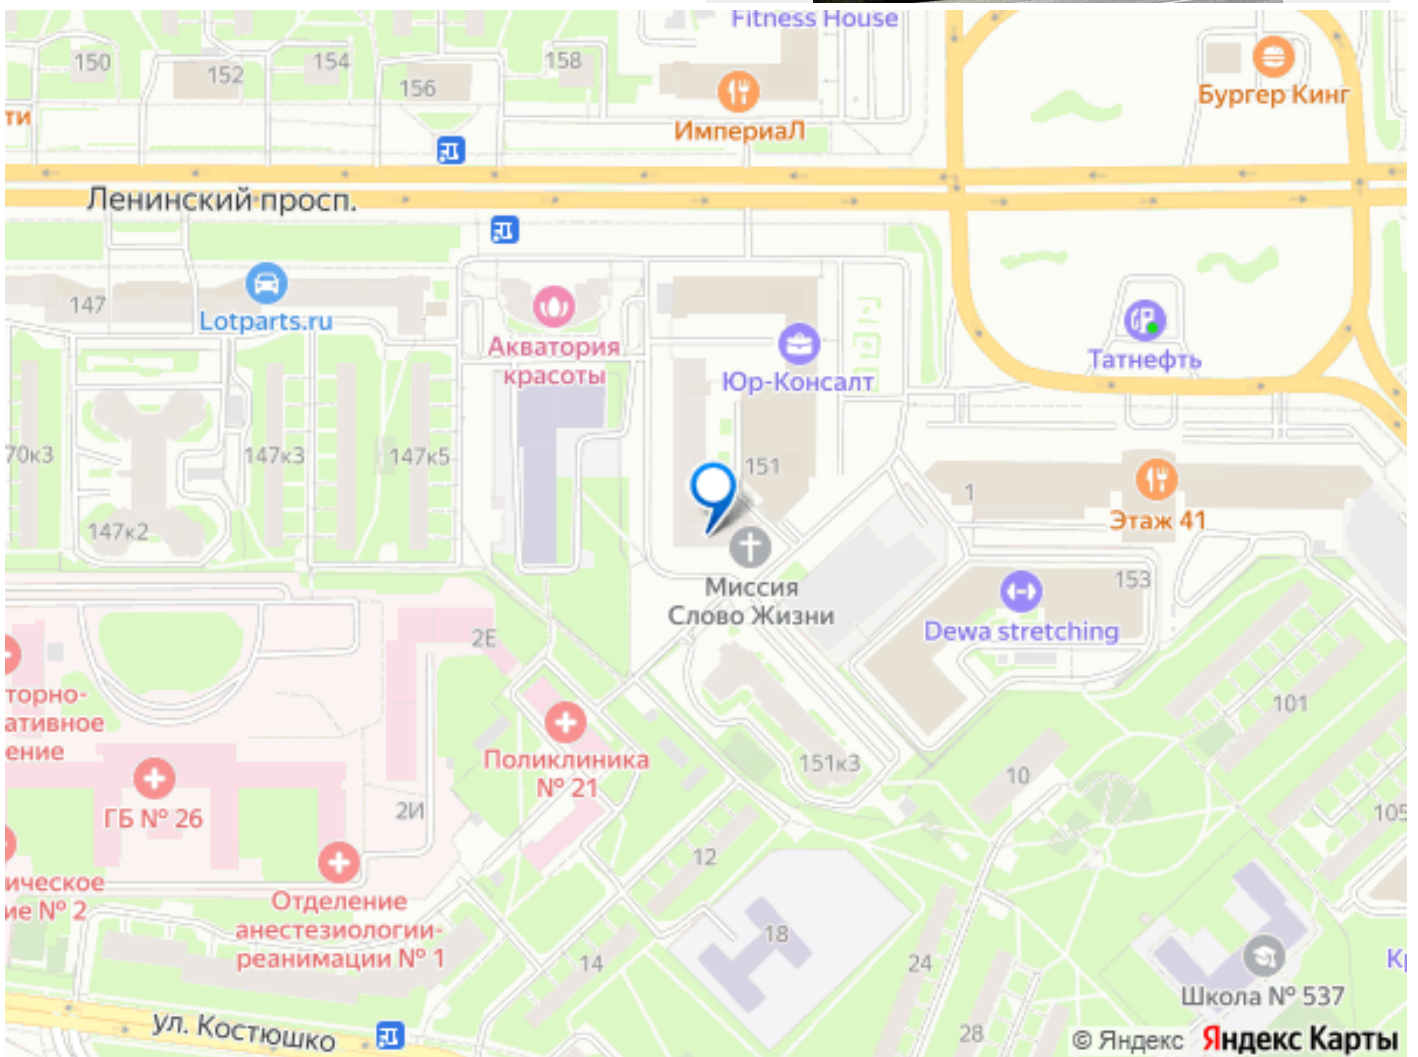 Fitness House
150
152
154
156
158
ИмпериаЛ
Бургер Кинг
ти
Ленинский просп.
147
Lotparts.ru
Акватория
красоты
Юр-Консалт
Татнефть
70к3
147к3
147к5
151
1
Этаж 41
147к2
Миссия
Слово Жизни
153
Dewa stretching
2Е
торно-
ативное
ение
Поликлиника
№ 21
101
151к3
10
ГБ № 26
2И
105
12
ическое
ие № 2
Отделение
анестезиологии-
реанимации № 1
18
14
24
Кр
Школа № 537
ул. Костюшко
28
© Яндекс Яндекс Карты